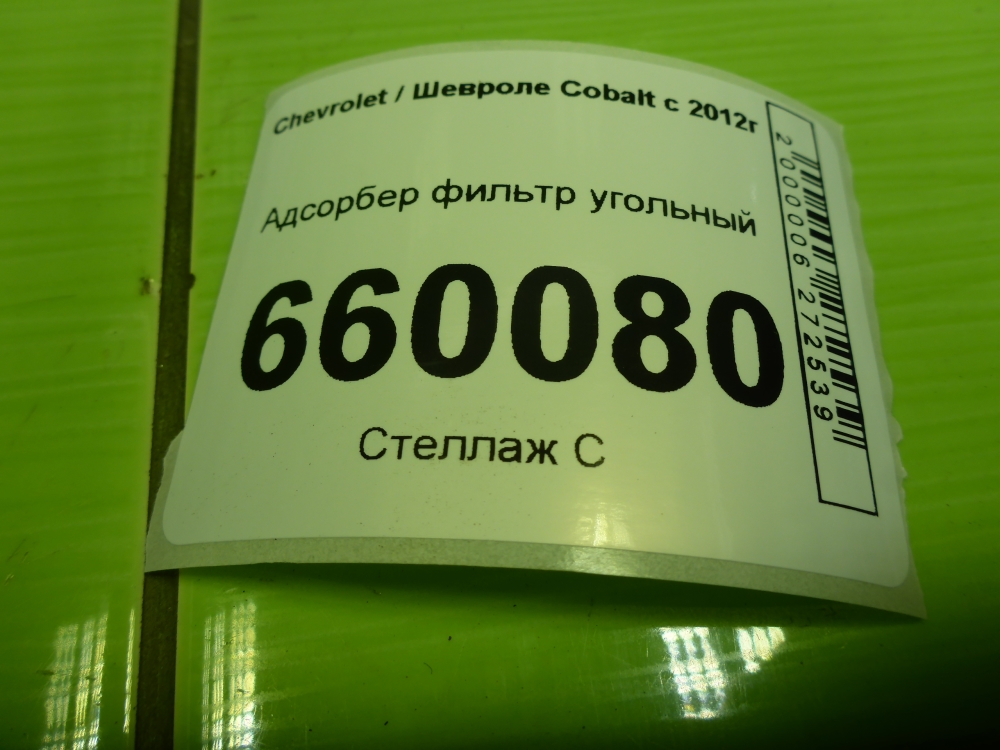 Chevrolet / Шевроле Cobalt с 2012г
Адсорбер фильтр угольный
660080
Стеллаж С
2000006272539